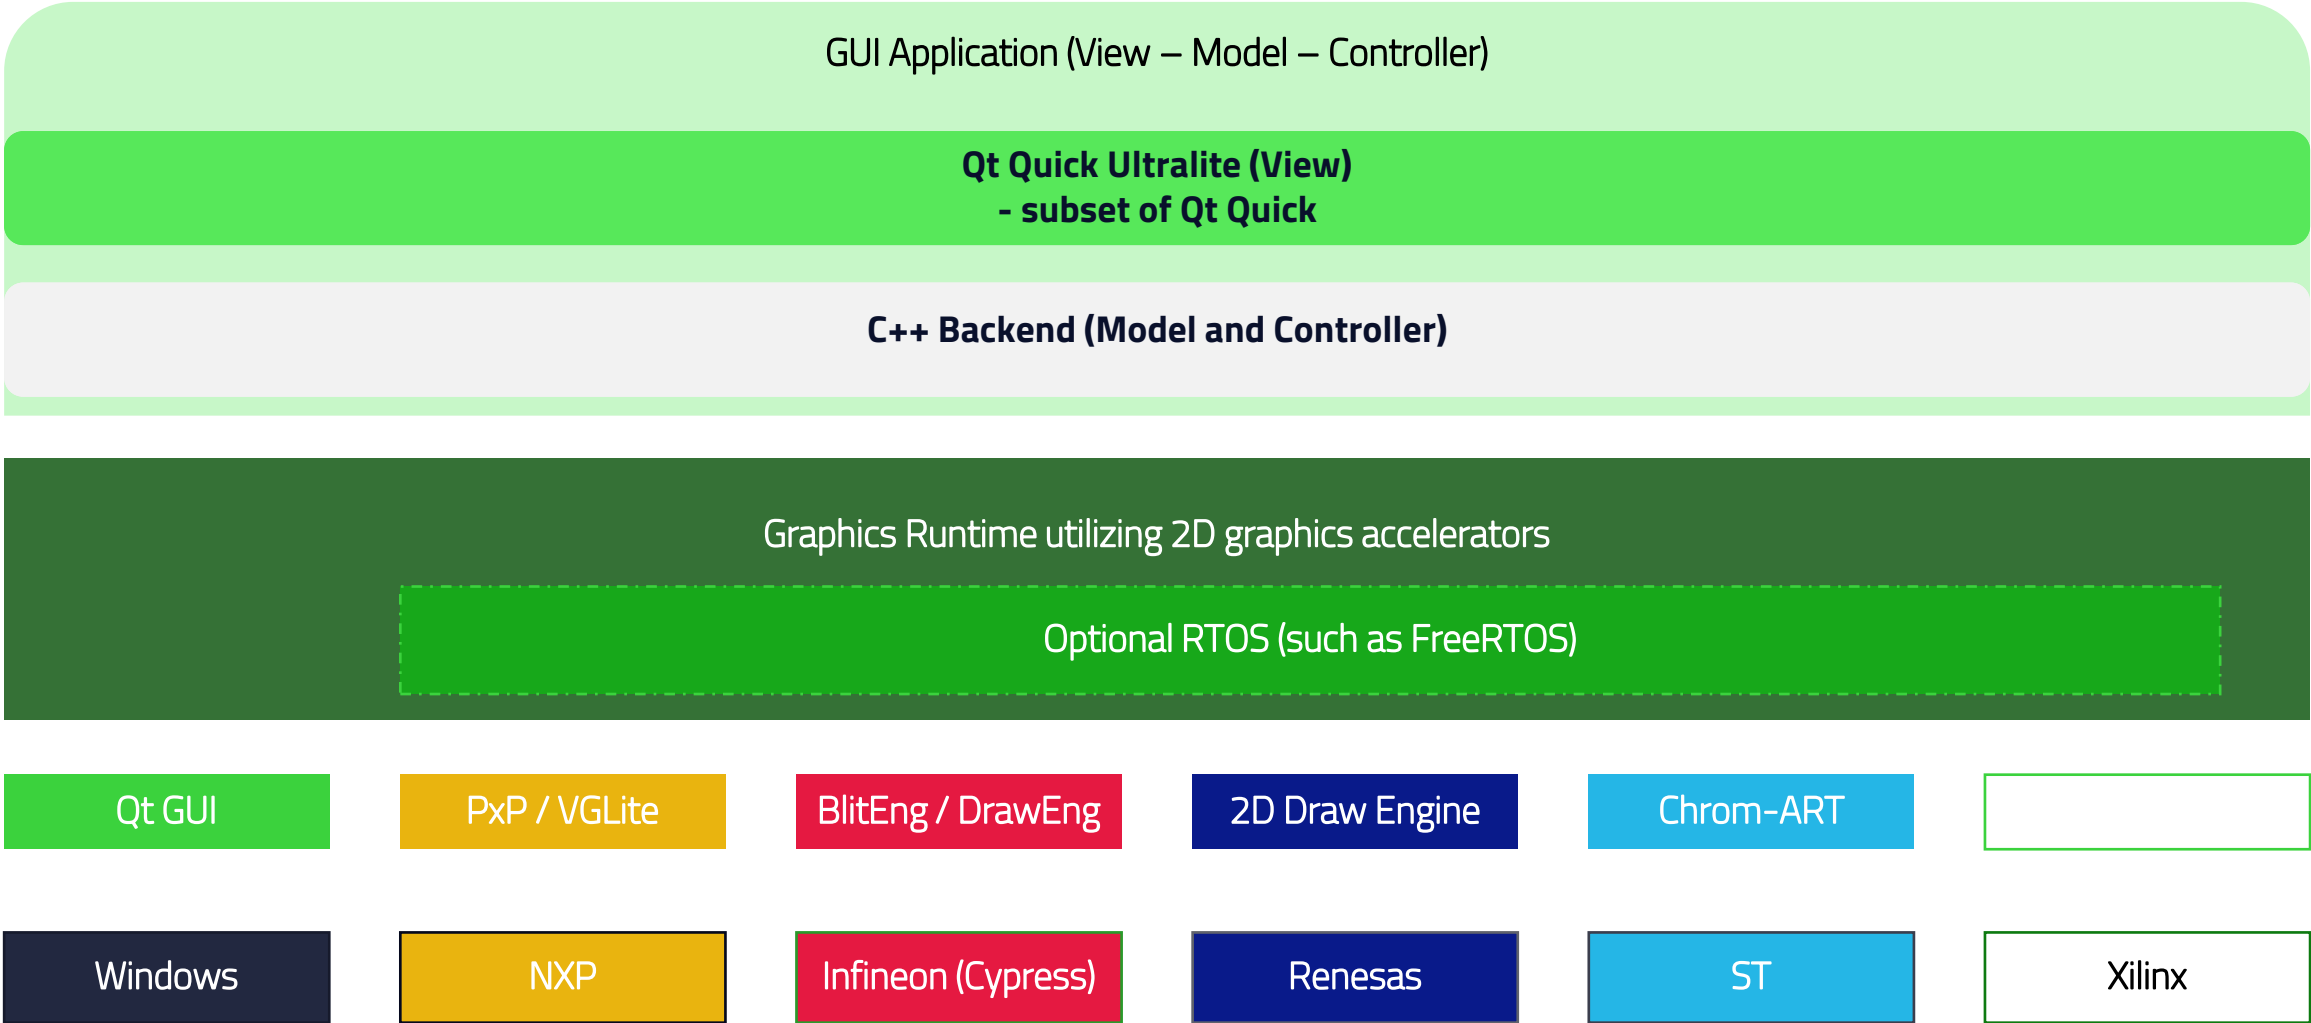 GUI Application (View – Model – Controller)
Qt Quick Ultralite (View)
- subset of Qt Quick
C++ Backend (Model and Controller)
Graphics Runtime utilizing 2D graphics accelerators
Optional RTOS (such as FreeRTOS)
Qt GUI
PxP / VGLite
BlitEng / DrawEng
2D Draw Engine
Chrom-ART
Windows
NXP
Infineon (Cypress)
Renesas
ST
Xilinx